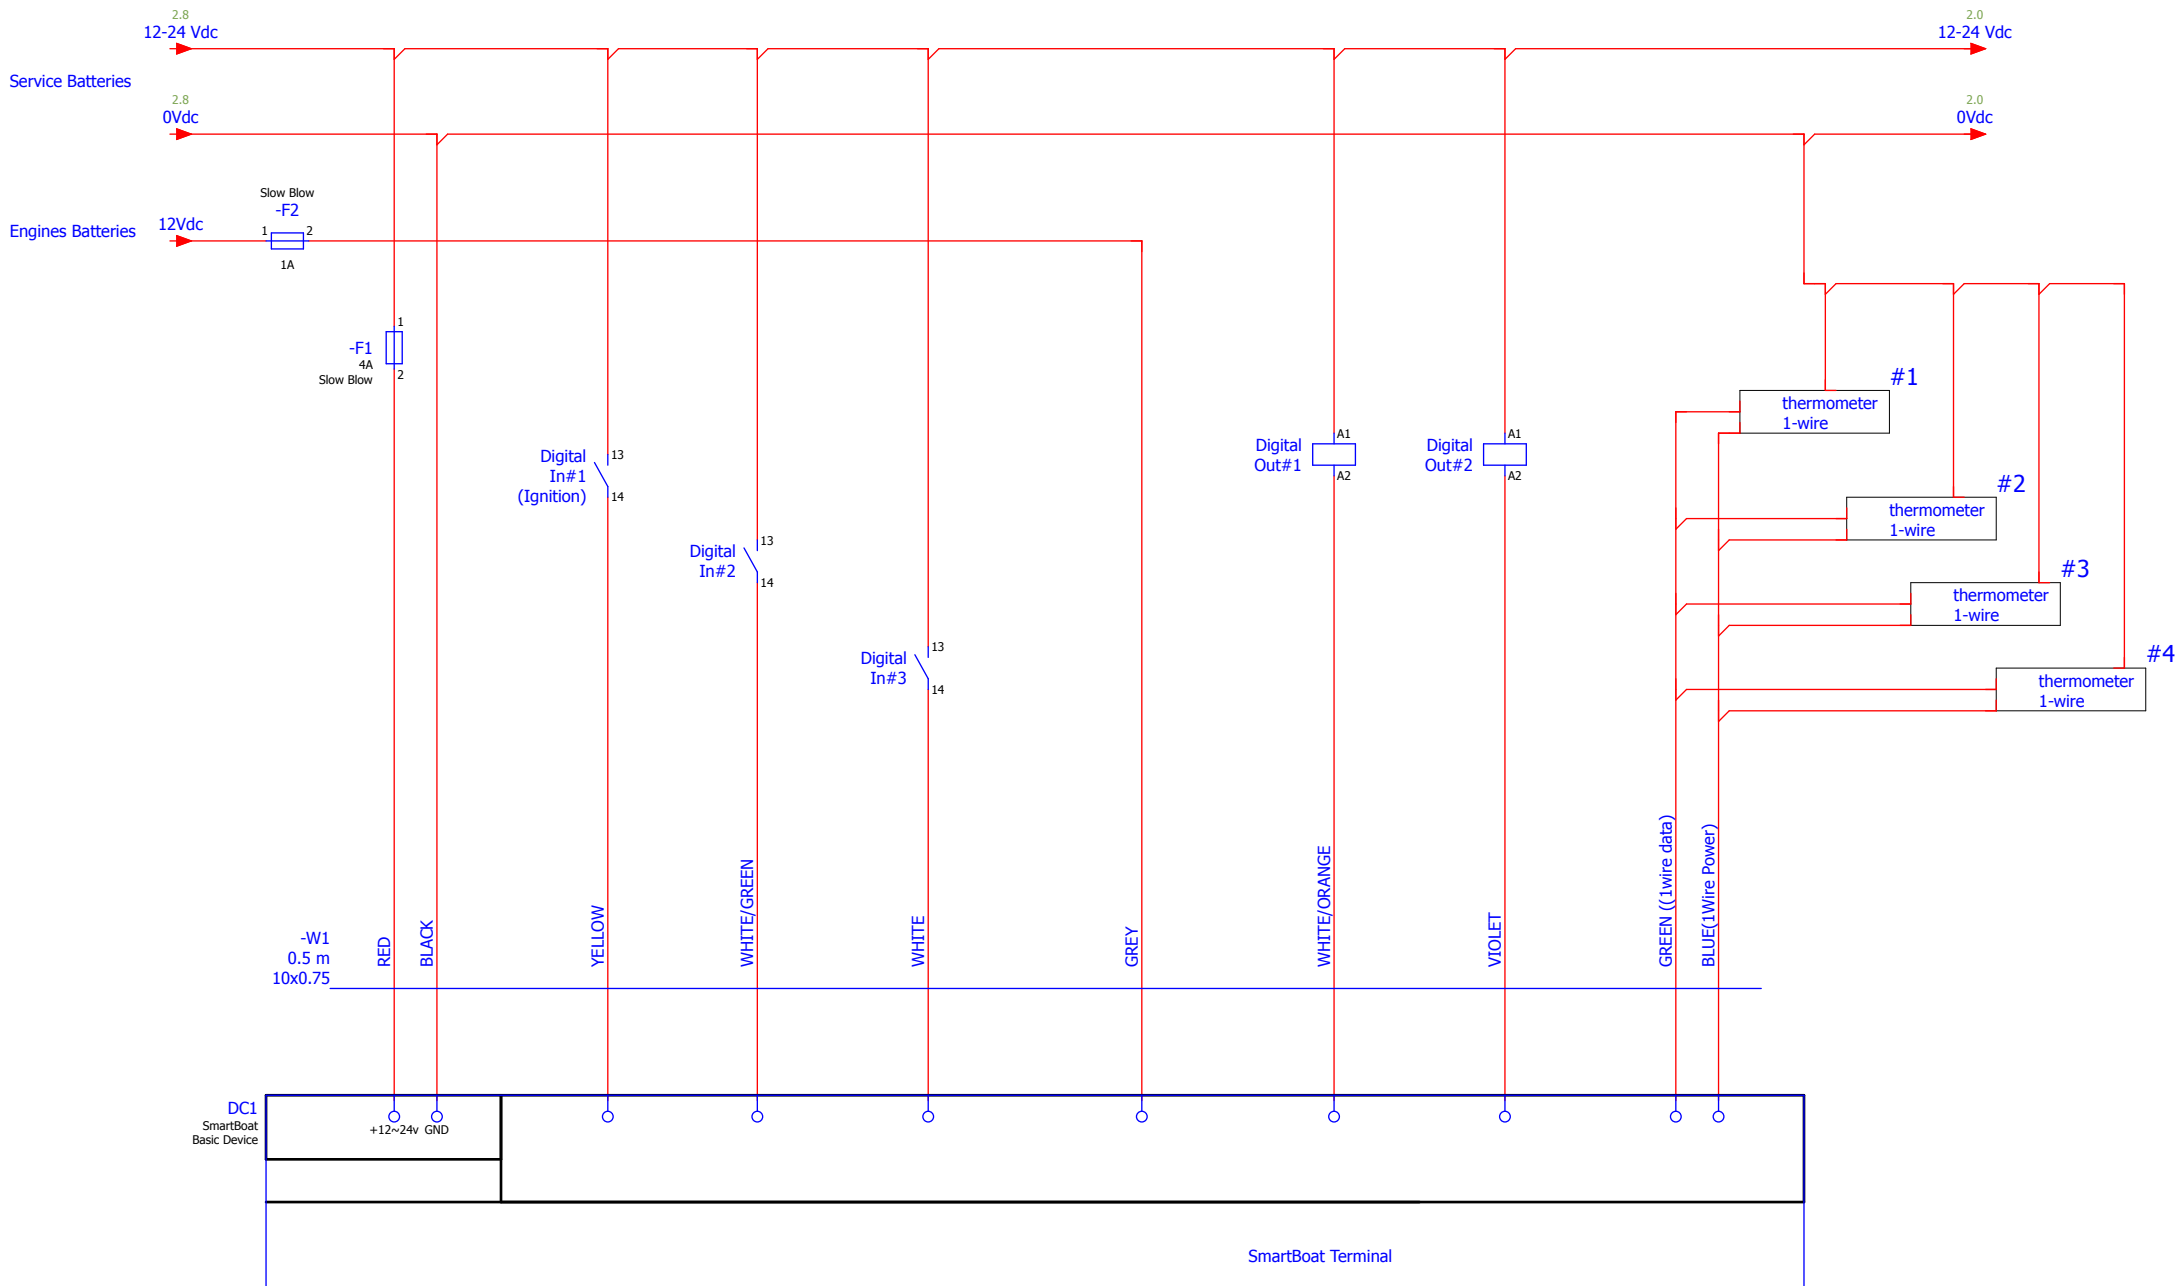 2.8
12-24 Vdc
2.0
12-24 Vdc
Service Batteries
2.8
0Vdc
2.0
0Vdc
Engines Batteries
12Vdc
Slow Blow
-F2
1
2
1A
-F1
4A
Slow Blow
1
2
Digital
In#1
(Ignition)
13
14
Digital
In#2
13
14
Digital
In#3
13
14
Digital
Out#1
A1
A2
Digital
Out#2
A1
A2
#1
thermometer
1-wire
#2
thermometer
1-wire
#3
thermometer
1-wire
#4
thermometer
1-wire
-W1
0.5 m
10x0.75
RED
BLACK
YELLOW
WHITE/GREEN
WHITE
GREY
WHITE/ORANGE
VIOLET
GREEN ((1wire data)
BLUE(1Wire Power)
DC1
SmartBoat
Basic Device
+12~24v
GND
SmartBoat Terminal